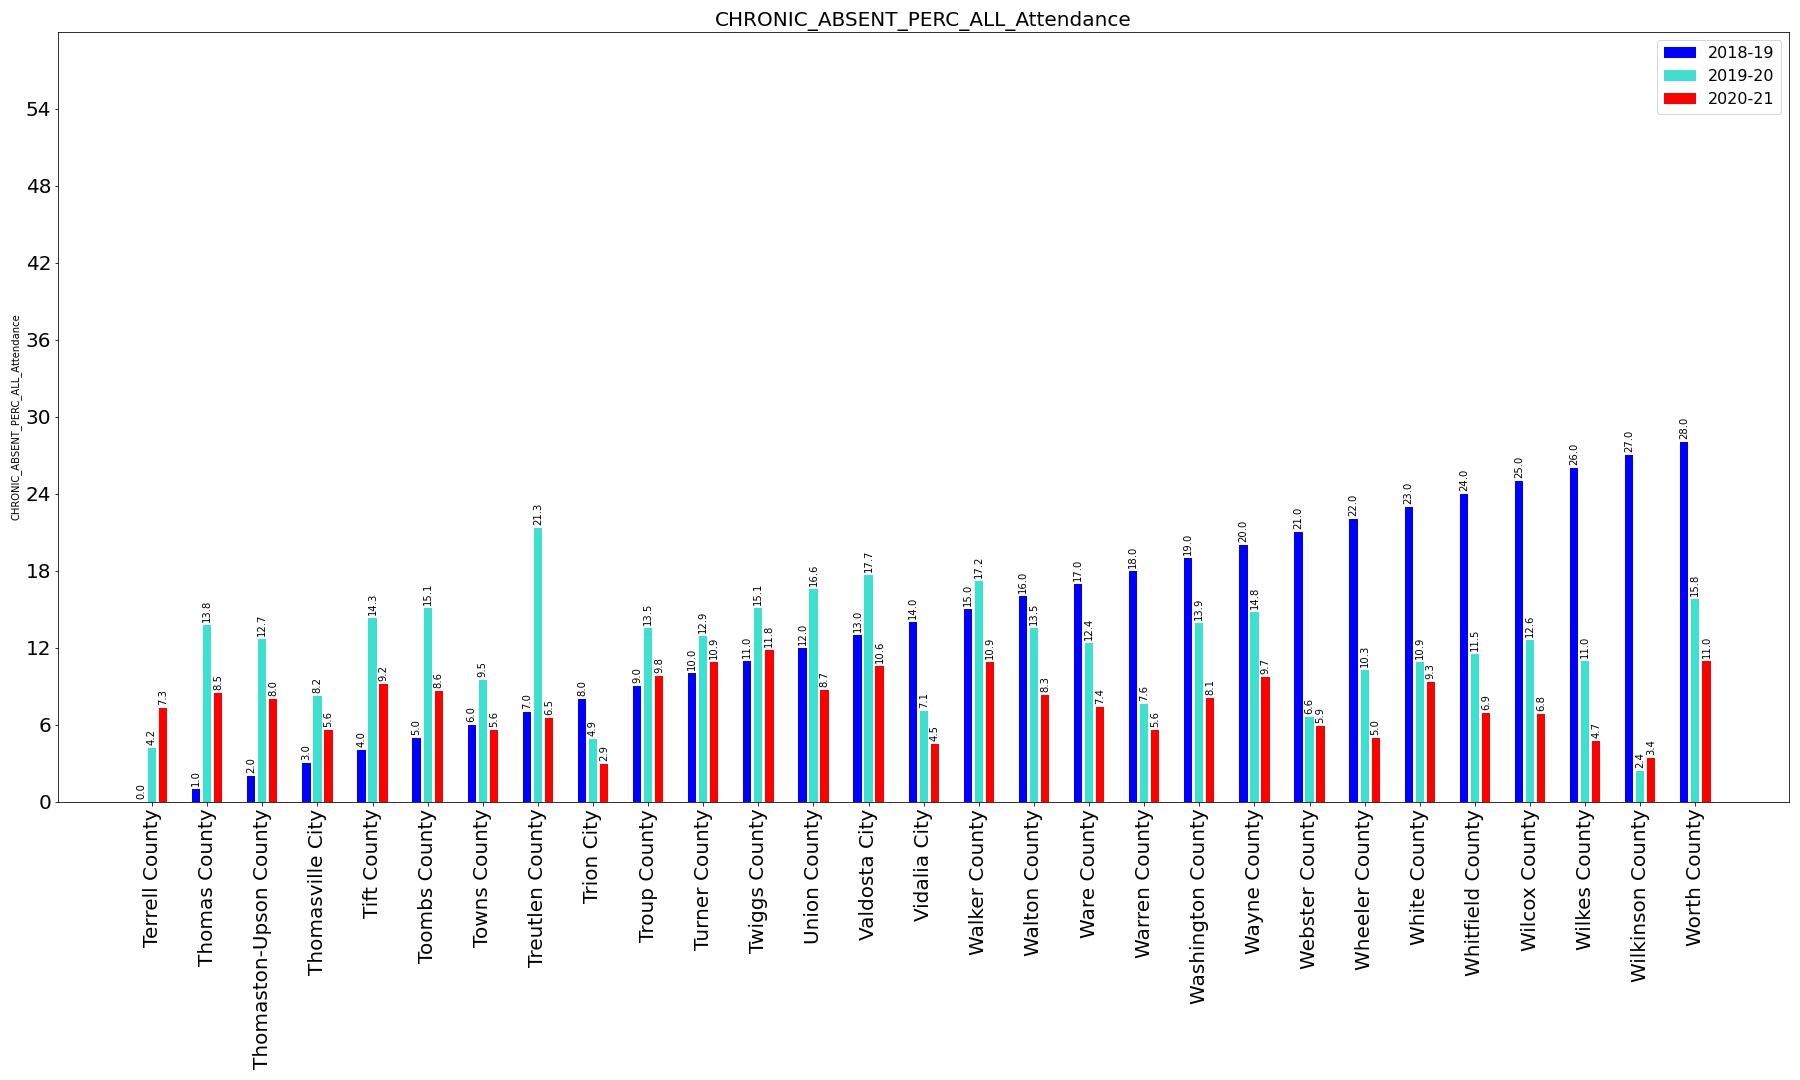 CHRONIC_ABSENT_PERC_ALL_Attendance
2018-19
2019-20
2020-21
CHRONIC_ABSENT_PERC_ALL_Attendance
54
48
42
36
30
24
18
12
6
0
0.0 4.2 7.3
1.0 13.8 8.5
2.0 12.7 8.0
3.0 8.2 5.6
4.0 14.3 9.2
5.0 15.1 8.6
6.0 9.5 5.6
7.0 21.3 6.5
8.0 4.9 2.9
9.0 13.5 9.8
10.0 12.9 10.9
11.0 15.1 11.8
12.0 16.6 8.7
13.0 17.7 10.6
14.0 7.1 4.5
15.0 17.2 10.9
16.0 13.5 8.3
17.0 12.4 7.4
18.0 7.6 5.6
19.0 13.9 8.1
20.0 14.8 9.7
21.0 6.6 5.9
22.0 10.3 5.0
23.0 10.9 9.3
24.0 11.5 6.9
25.0 12.6 6.8
26.0 11.0 4.7
27.0 2.4 3.4
28.0 15.8 11.0
Terrell County
Thomas County
Thomaston-Upson County
Thomasville City
Tift County
Toombs County
Towns County
Treutlen County
Trion City
Troup County
Turner County
Twiggs County
Union County
Valdosta City
Vidalia City
Walker County
Walton County
Ware County
Warren County
Washington County
Wayne County
Webster County
Wheeler County
White County
Whitfield County
Wilcox County
Wilkes County
Wilkinson County
Worth County